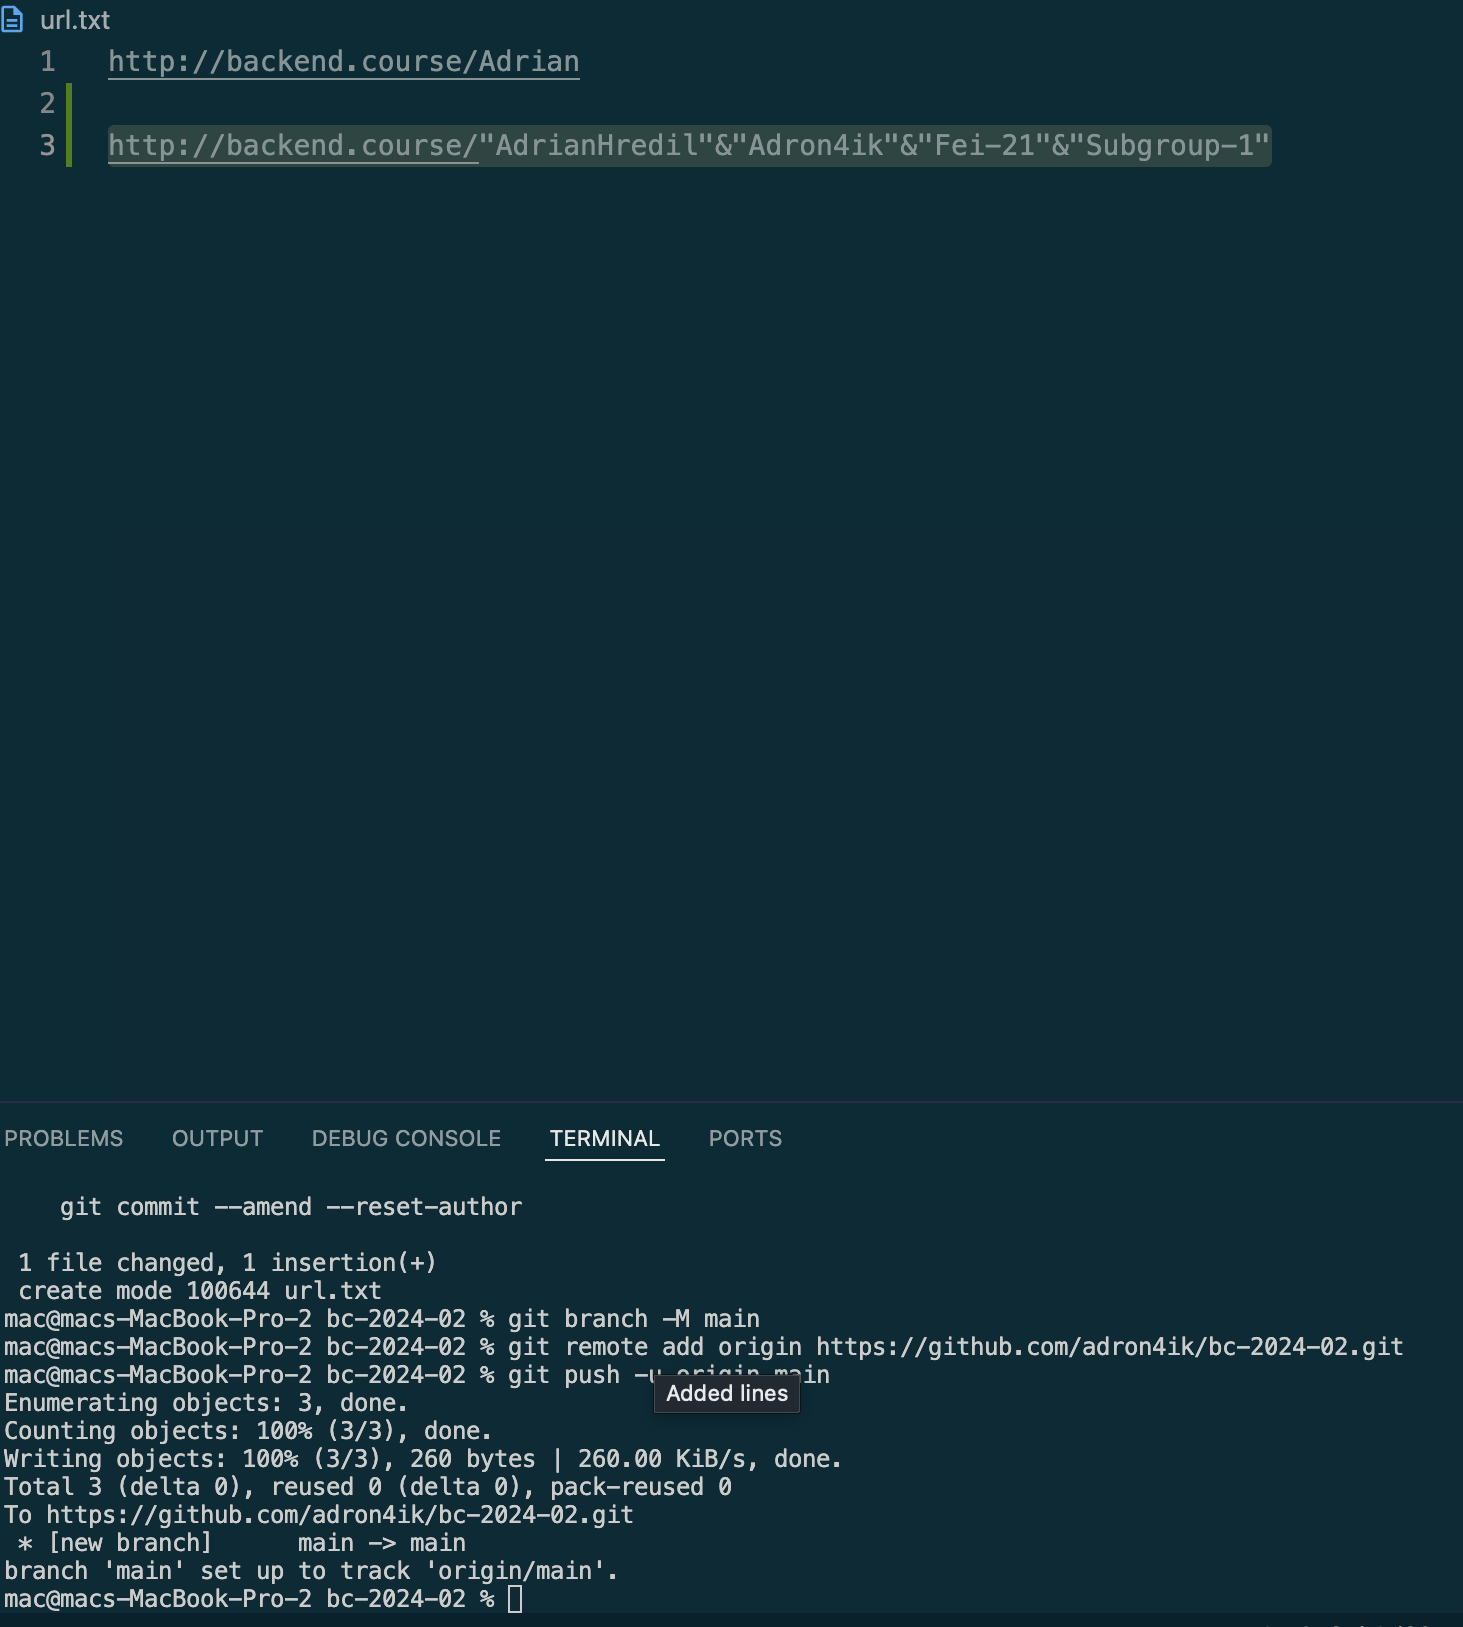 url.txt
1 http://backend.course/Adrian
2
3 http://backend.course/"AdrianHredil"&"Adron4ik"&"Fei-21"&"Subgroup-1"
PROBLEMS OUTPUT DEBUG CONSOLE TERMINAL PORTS
git commit --amend --reset-author
1 file changed, 1 insertion(+)
create mode 100644 url.txt
mac@macs-MacBook-Pro-2 bc-2024-02 % git branch -M main
mac@macs-MacBook-Pro-2 bc-2024-02 % git remote add origin https://github.com/adron4ik/bc-2024-02.git
mac@macs-MacBook-Pro-2 bc-2024-02 % git push -u origin main
Added lines
Enumerating objects: 3, done.
Counting objects: 100% (3/3), done.
Writing objects: 100% (3/3), 260 bytes | 260.00 KiB/s, done.
Total 3 (delta 0), reused 0 (delta 0), pack-reused 0
To https://github.com/adron4ik/bc-2024-02.git
* [new branch] main -> main
branch 'main' set up to track 'origin/main'.
mac@macs-MacBook-Pro-2 bc-2024-02 %